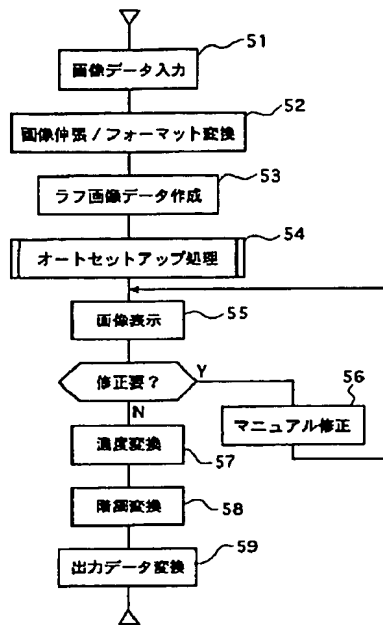 51
画像データ入力
52
画像伸張/フォーマット変換
53
ラフ画像データ作成
54
オートセットアップ処理
55
画像表示
修正要?
Y
56
マニュアル修正
N
濃度変換
57
階調変換
58
59
出力データ変換